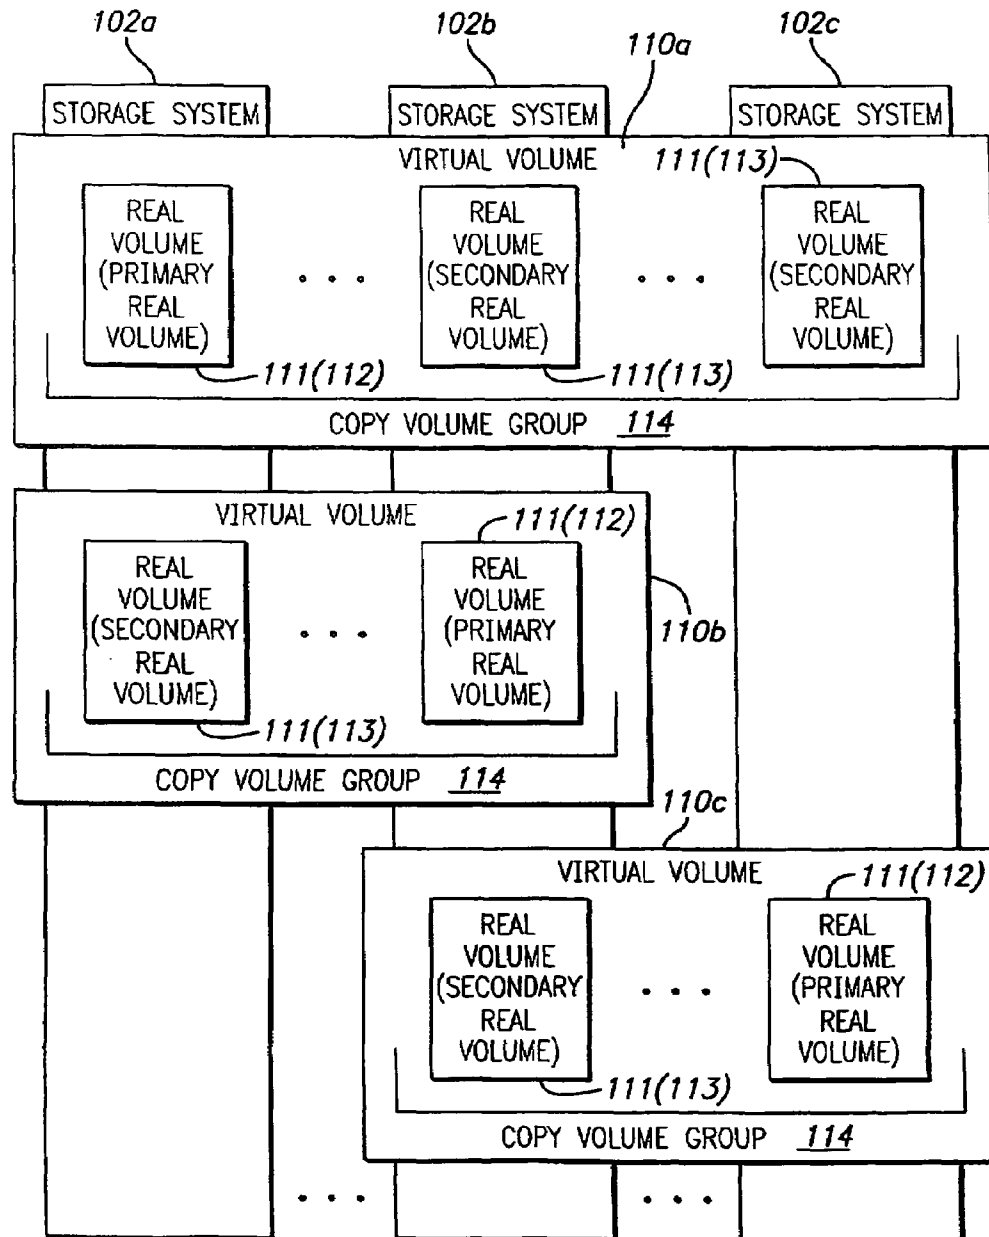 102a
102b
110a
102c
STORAGE SYSTEM
STORAGE SYSTEM
STORAGE SYSTEM
VIRTUAL VOLUME
111(113)
REAL
VOLUME
(PRIMARY
REAL
VOLUME)
. . .
REAL
VOLUME
(SECONDARY
REAL
VOLUME)
. . .
REAL
VOLUME
(SECONDARY
REAL
VOLUME)
111(112)
111(113)
COPY VOLUME GROUP 114
VIRTUAL VOLUME
111(112)
REAL
VOLUME
(SECONDARY
REAL
VOLUME)
. . .
REAL
VOLUME
(PRIMARY
REAL
VOLUME)
110b
111(113)
COPY VOLUME GROUP 114
110c
VIRTUAL VOLUME
111(112)
REAL
VOLUME
(SECONDARY
REAL
VOLUME)
. . .
REAL
VOLUME
(PRIMARY
REAL
VOLUME)
111(113)
COPY VOLUME GROUP 114
. . .
. . .